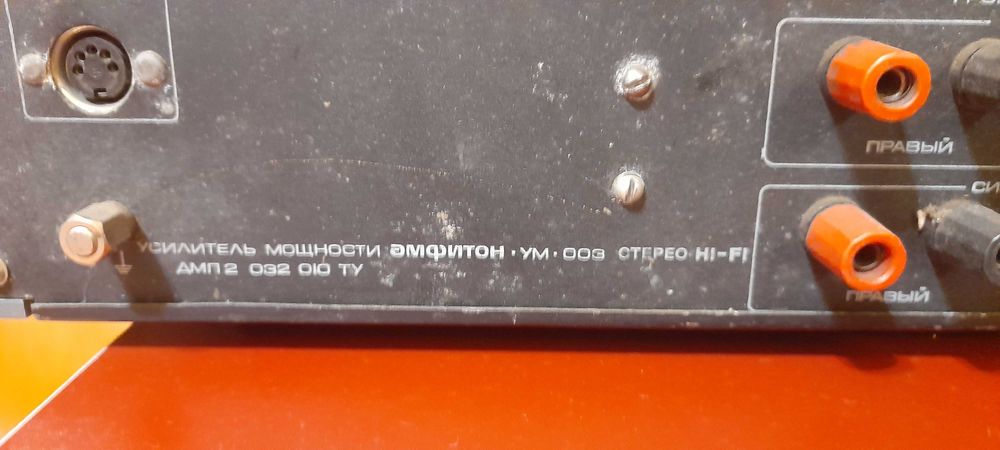 ПРАВЫЙ
УСИЛИТЕЛЬ МОЩНОСТИ ЭМФИТОН · УМ · 003 СТЕРЕО HI-FI
АМП2 032 010 ТУ
ПРАВЫЙ